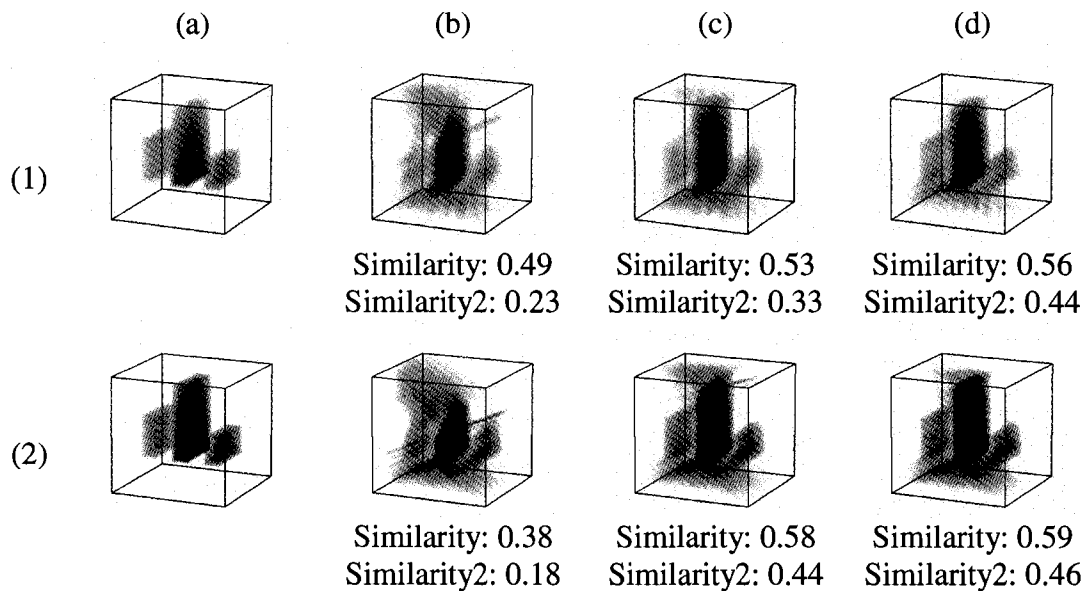 (a) (b) (c) (d)
(1)
Similarity: 0.49 Similarity: 0.53 Similarity: 0.56
Similarity2: 0.23 Similarity2: 0.33 Similarity2: 0.44
(2)
Similarity: 0.38 Similarity: 0.58 Similarity: 0.59
Similarity2: 0.18 Similarity2: 0.44 Similarity2: 0.46